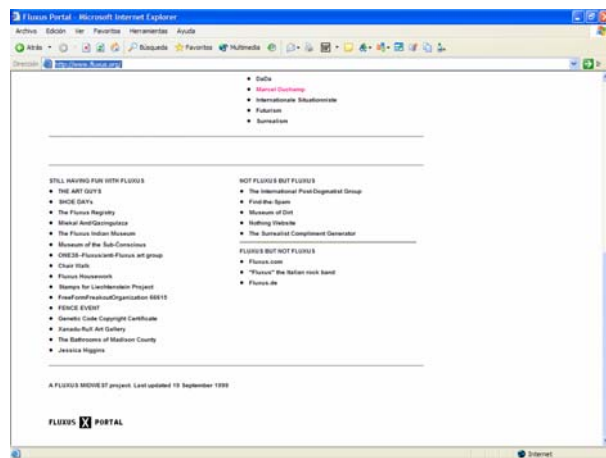 Fluxus Portal - Microsoft Internet Explorer
Archivo Edición Ver Favoritos Herramientas Ayuda
Atrás Búsqueda Favoritos Multimedia
Dirección http://www.fluxus.org/
DaDa
Marcel Duchamp
Internationale Situationniste
Futurism
Surrealism
STILL HAVING FUN WITH FLUXUS
THE ART GUYS
SHOE DAYs
The Fluxus Registry
Miekal And/Qazingulaza
The Fluxus Indian Museum
Museum of the Sub-Conscious
ONE38--Fluxus/anti-Fluxus art group
Chair Walk
Fluxus Housework
Stamps for Liechtenstein Project
FreeFormFreakoutOrganization 66615
FENCE EVENT
Genetic Code Copyright Certificate
Xanadu-RuX Art Gallery
The Bathrooms of Madison County
Jessica Higgins
NOT FLUXUS BUT FLUXUS
The International Post-Dogmatist Group
Find-the-Spam
Museum of Dirt
Nothing Website
The Surrealist Compliment Generator
FLUXUS BUT NOT FLUXUS
Fluxus.com
"Fluxus" the Italian rock band
Fluxus.de
A FLUXUS MIDWEST project. Last updated 19 September 1999
FLUXUS X PORTAL
Internet